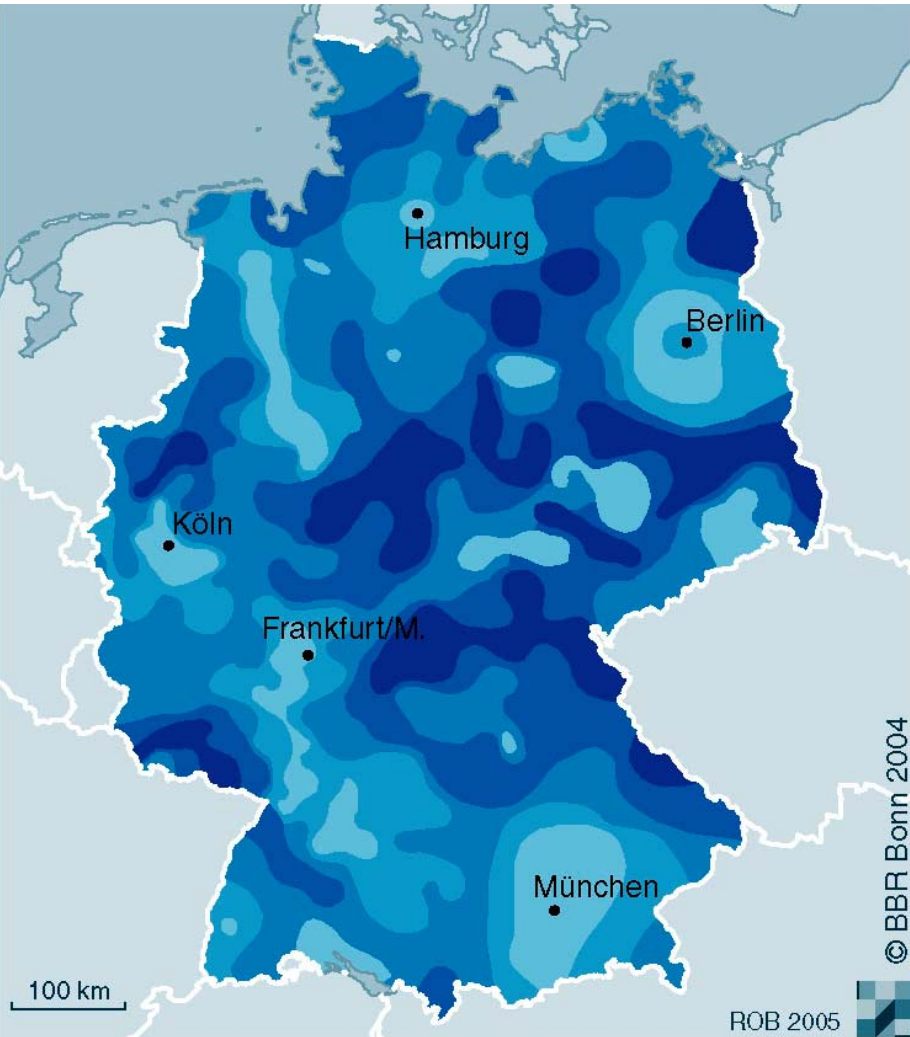 Hamburg
Berlin
Köln
Frankfurt/M.
München
100 km
ROB 2005
© BBR Bonn 2004